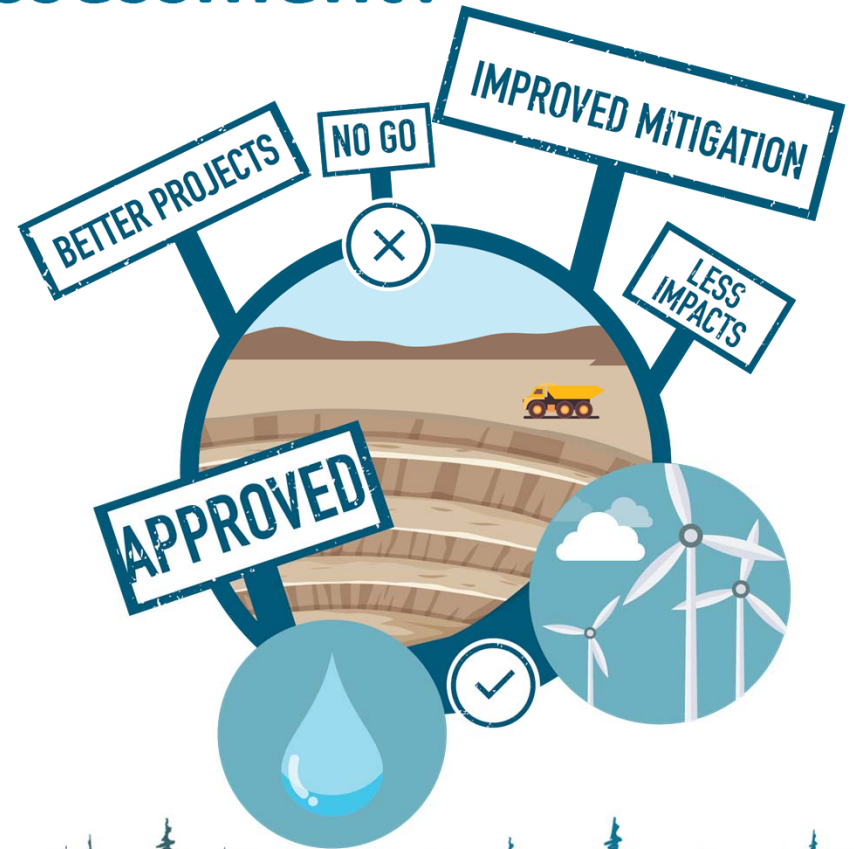 BETTER PROJECTS
NO GO
IMPROVED MITIGATION
LESS
IMPACTS
APPROVED